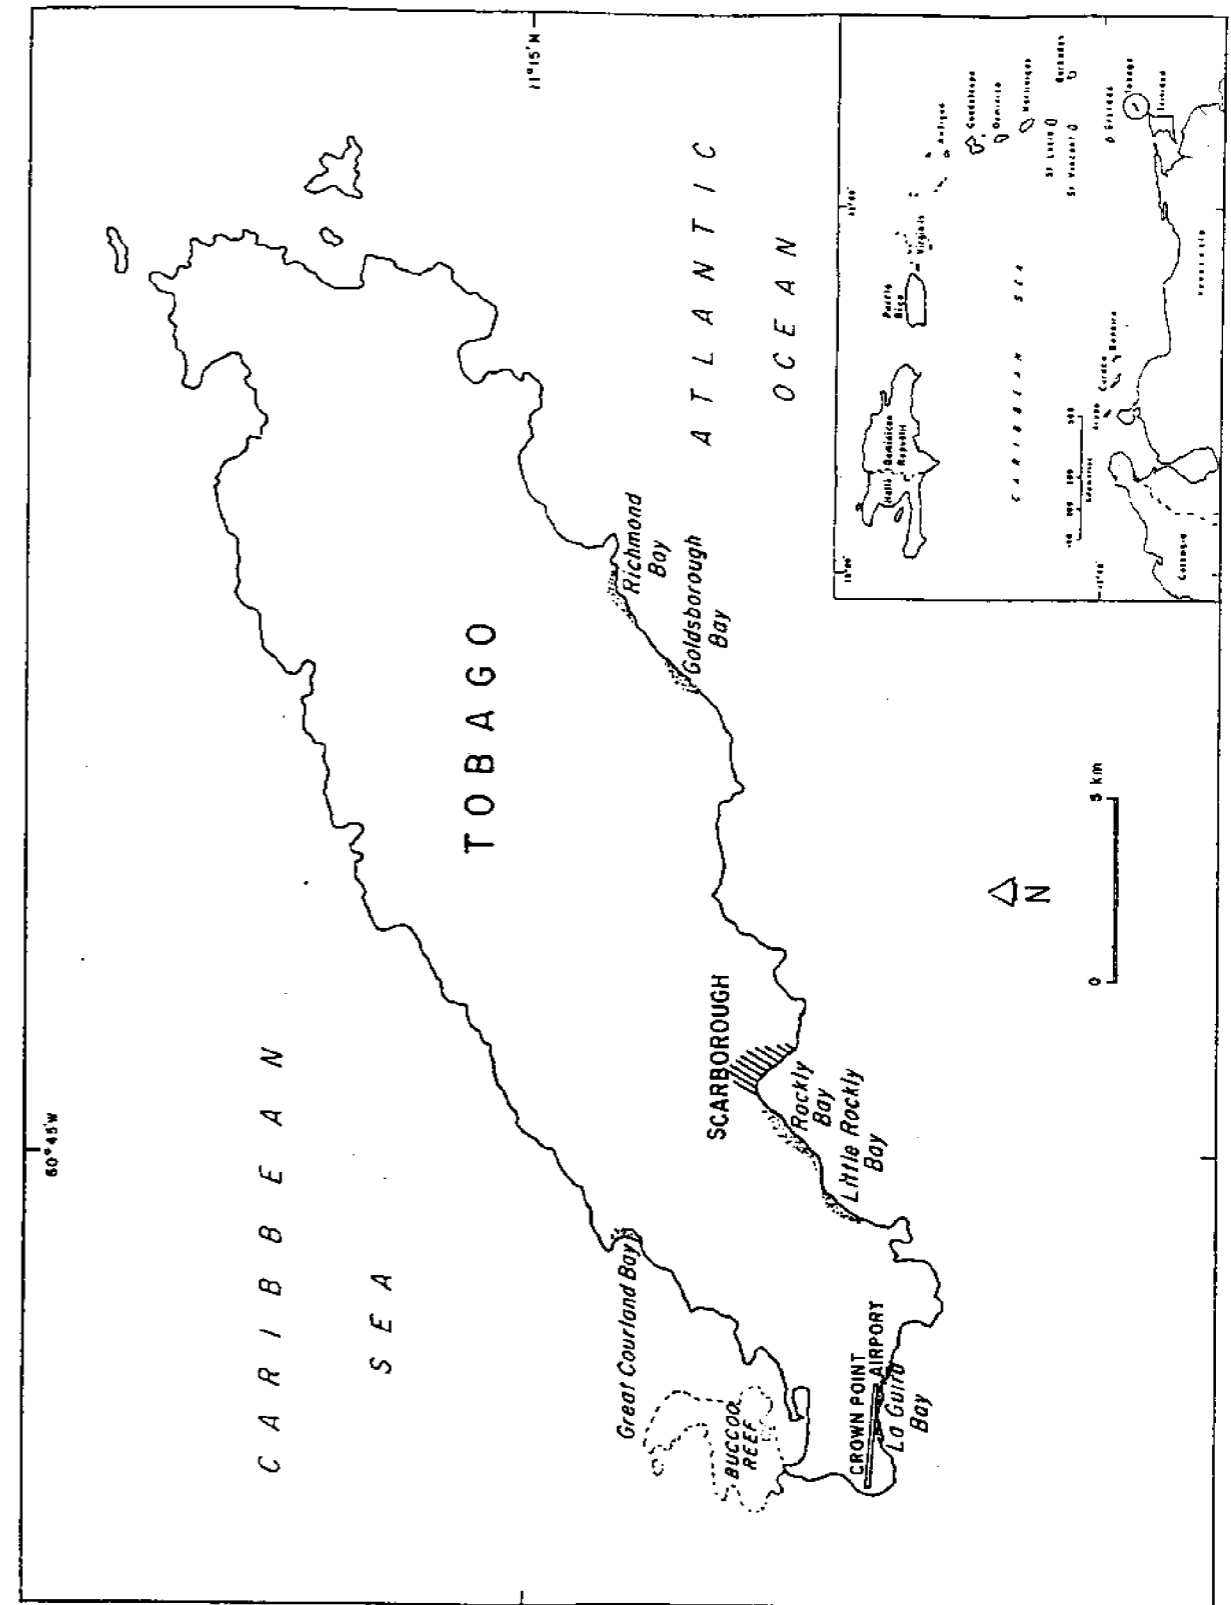 60°45'W
11°15'N
CARIBBEAN
SEA
TOBAGO
ATLANTIC
OCEAN
Richmond
Bay
Goldsborough
Bay
SCARBOROUGH
Rockly
Bay
Little Rockly
Bay
Great Courland Bay
BUCCOO
REEF
CROWN POINT
AIRPORT
La Guira
Bay
N
0 5 km
Haiti
Dominican
Republic
Puerto
Rico
Virgin Is
Antigua
Guadeloupe
Dominica
Martinique
St Lucia
St Vincent
Barbados
Grenada
Tobago
Trinidad
CARIBBEAN SEA
Aruba
Curacao
Bonaire
Venezuela
Colombia